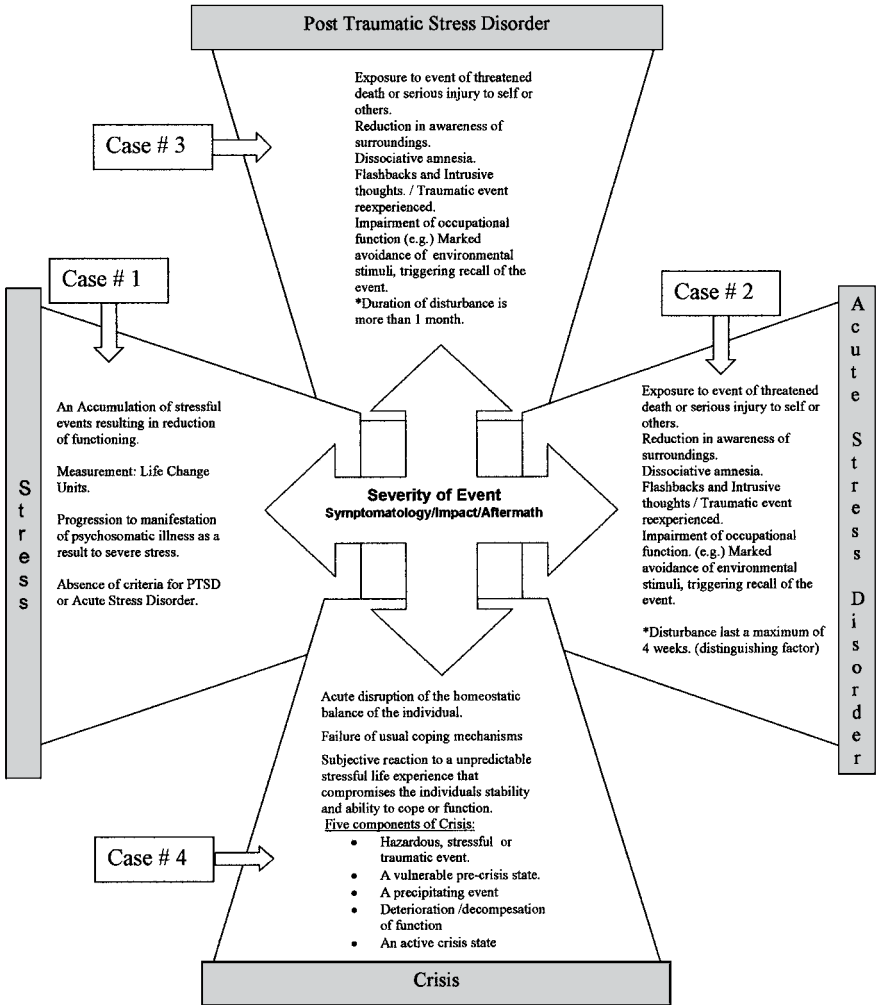 Post Traumatic Stress Disorder
Exposure to event of threatened
death or serious injury to self or
others.
Reduction in awareness of
surroundings.
Dissociative amnesia.
Flashbacks and Intrusive
thoughts. / Traumatic event
reexperienced.
Impairment of occupational
function (e.g.) Marked
avoidance of environmental
stimuli, triggering recall of the
event.
*Duration of disturbance is
more than 1 month.
Case # 3
Case # 1
Stress
An Accumulation of stressful
events resulting in reduction
of functioning.
Measurement: Life Change
Units.
Progression to manifestation
of psychosomatic illness as a
result to severe stress.
Absence of criteria for PTSD
or Acute Stress Disorder.
Severity of Event
Symptomatology/Impact/Aftermath
Case # 2
Acute Stress Disorder
Exposure to event of threatened
death or serious injury to self or
others.
Reduction in awareness of
surroundings.
Dissociative amnesia.
Flashbacks and Intrusive
thoughts / Traumatic event
reexperienced.
Impairment of occupational
function. (e.g.) Marked
avoidance of environmental
stimuli, triggering recall of the
event.
*Disturbance last a maximum of
4 weeks. (distinguishing factor)
Acute disruption of the homeostatic
balance of the individual.
Failure of usual coping mechanisms
Subjective reaction to a unpredictable
stressful life experience that
compromises the individuals stability
and ability to cope or function.
Five components of Crisis:
• Hazardous, stressful or
traumatic event.
• A vulnerable pre-crisis state.
• A precipitating event
• Deterioration /decompesation
of function
• An active crisis state
Case # 4
Crisis